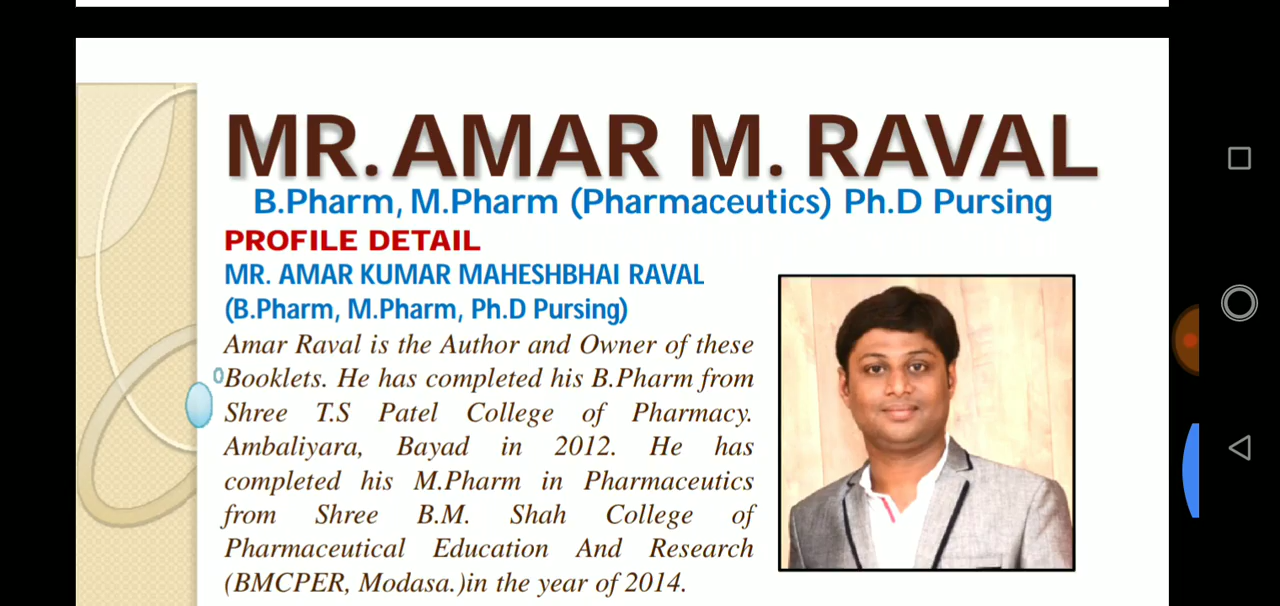 MR. AMAR M. RAVAL
B.Pharm, M.Pharm (Pharmaceutics) Ph.D Pursing
PROFILE DETAIL
MR. AMAR KUMAR MAHESHBHAI RAVAL
(B.Pharm, M.Pharm, Ph.D Pursing)
Amar Raval is the Author and Owner of these
Booklets. He has completed his B.Pharm from
Shree T.S Patel College of Pharmacy.
Ambaliyara, Bayad in 2012. He has
completed his M.Pharm in Pharmaceutics
from Shree B.M. Shah College of
Pharmaceutical Education And Research
(BMCPER, Modasa.)in the year of 2014.